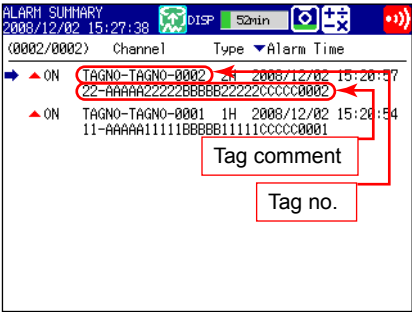 ALARM SUMMARY
2008/12/02 15:27:38 DISP 52min
(0002/0002) Channel Type ▼Alarm Time
ON TAGNO-TAGNO-0002 2H 2008/12/02 15:20:57
22-AAAAA22222BBBBB22222CCCCC0002
ON TAGNO-TAGNO-0001 1H 2008/12/02 15:20:54
11-AAAAA11111BBBBB11111CCCCC0001
Tag comment
Tag no.